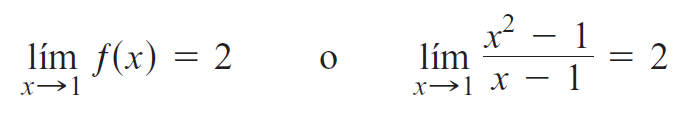 lím x→1 f(x) = 2 o lím x→1 x² − 1 / x − 1 = 2